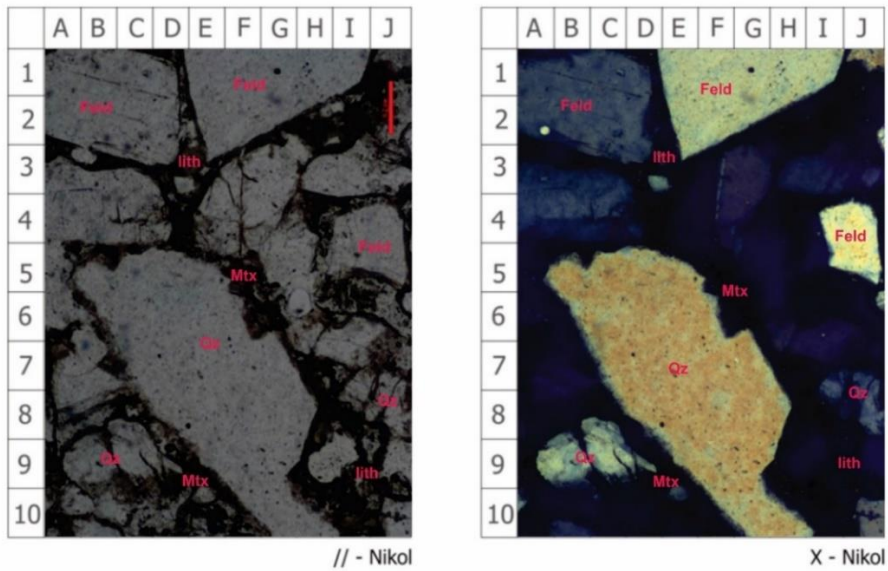 A B C D E F G H I J
1
2
3
4
5
6
7
8
9
10
Feld
Feld
lith
Feld
Mtx
Qz
Qz
Qz
lith
Mtx
// - Nikol
A B C D E F G H I J
1
2
3
4
5
6
7
8
9
10
Feld
Feld
lith
Feld
Mtx
Qz
Qz
Qz
lith
Mtx
X - Nikol